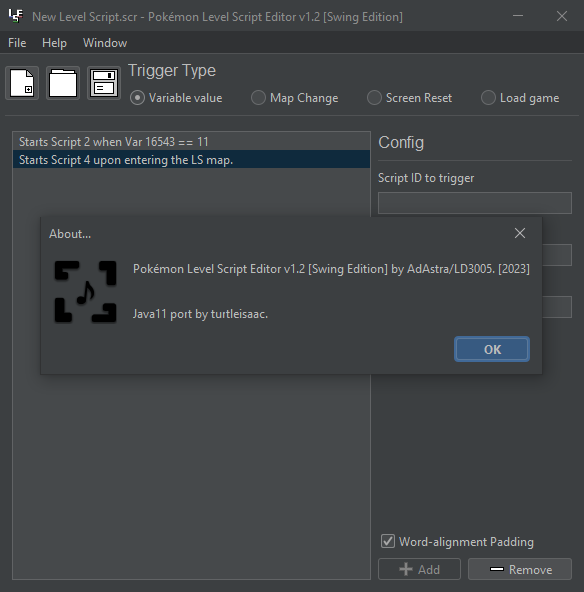 New Level Script.scr - Pokémon Level Script Editor v1.2 [Swing Edition]
File Help Window
Trigger Type
Variable value Map Change Screen Reset Load game
Starts Script 2 when Var 16543 == 11
Starts Script 4 upon entering the LS map.
Config
Script ID to trigger
About...
Pokémon Level Script Editor v1.2 [Swing Edition] by AdAstra/LD3005. [2023]
Java11 port by turtleisaac.
OK
Word-alignment Padding
Add Remove